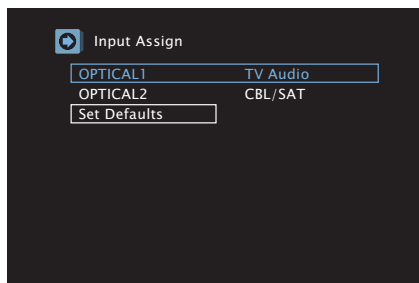 Input Assign
OPTICAL1 TV Audio
OPTICAL2 CBL/SAT
Set Defaults